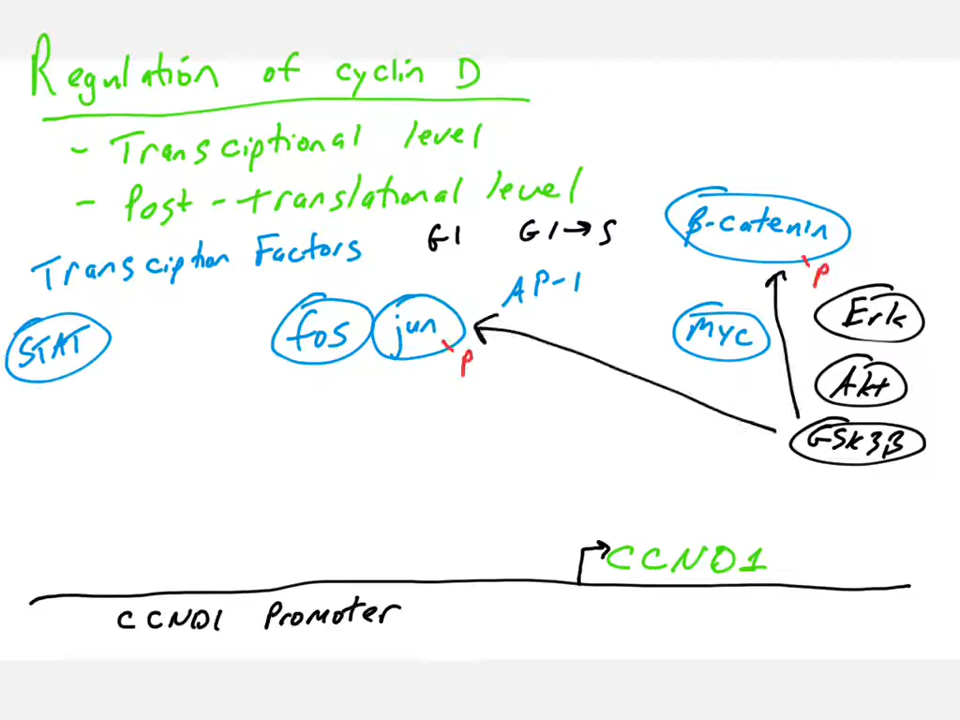 Regulation of cyclin D
- Transciptional level
- Post-translational level
G1 G1→S
Transciption Factors
β-catenin
P
AP-1
STAT
fos jun
P
Myc
Erk
Akt
GSK3β
CCND1
CCND1 Promoter